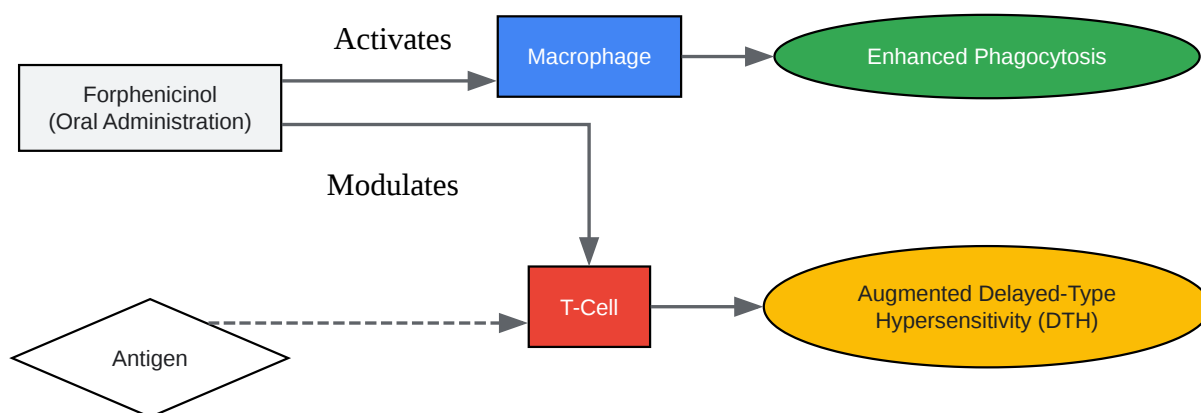 Activates
Macrophage
Enhanced Phagocytosis
Forphenicinol
(Oral Administration)
Modulates
T-Cell
Augmented Delayed-Type
Hypersensitivity (DTH)
Antigen